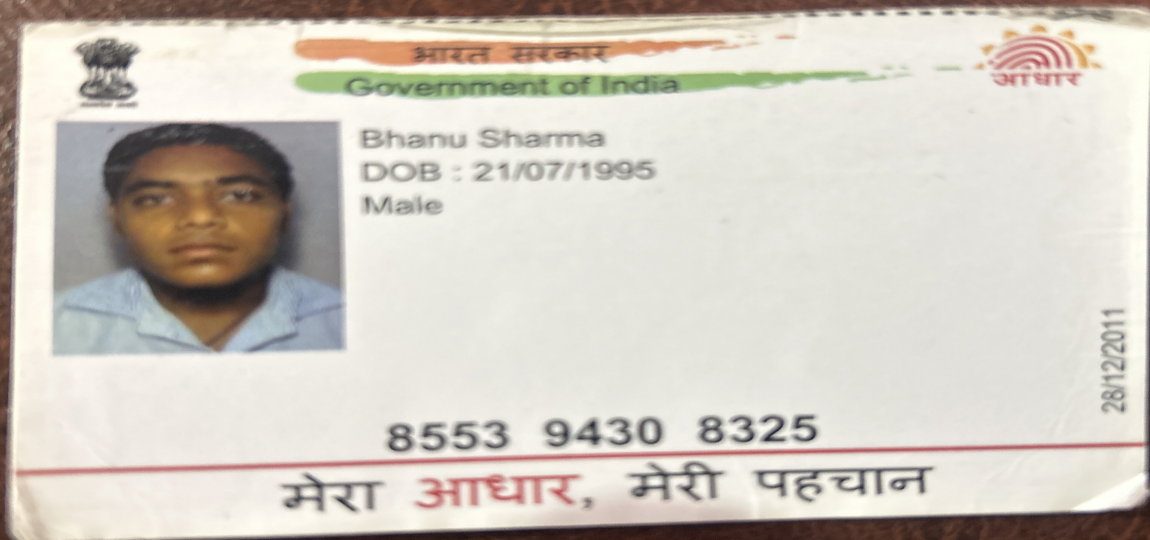 भारत सरकार
Government of India
आधार
Bhanu Sharma
DOB : 21/07/1995
Male
28/12/2011
8553 9430 8325
मेरा आधार, मेरी पहचान